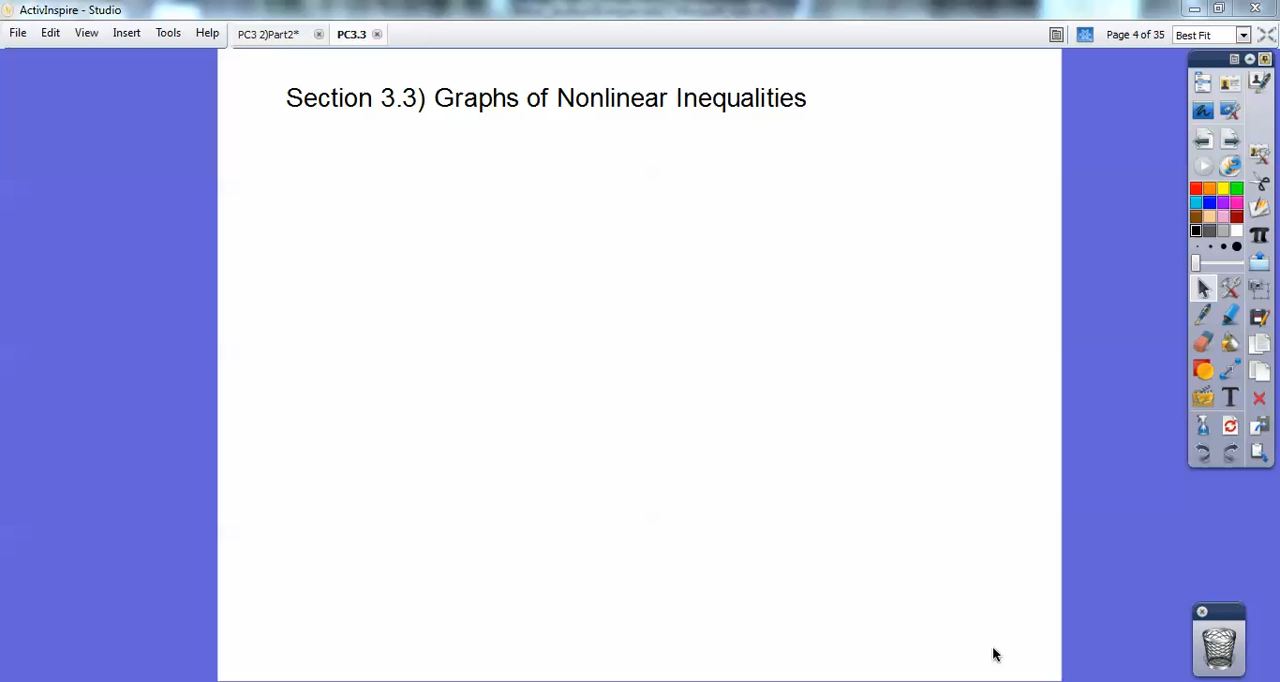 ActivInspire - Studio
File Edit View Insert Tools Help
PC3 2)Part2*
PC3.3
Page 4 of 35
Best Fit
Section 3.3) Graphs of Nonlinear Inequalities